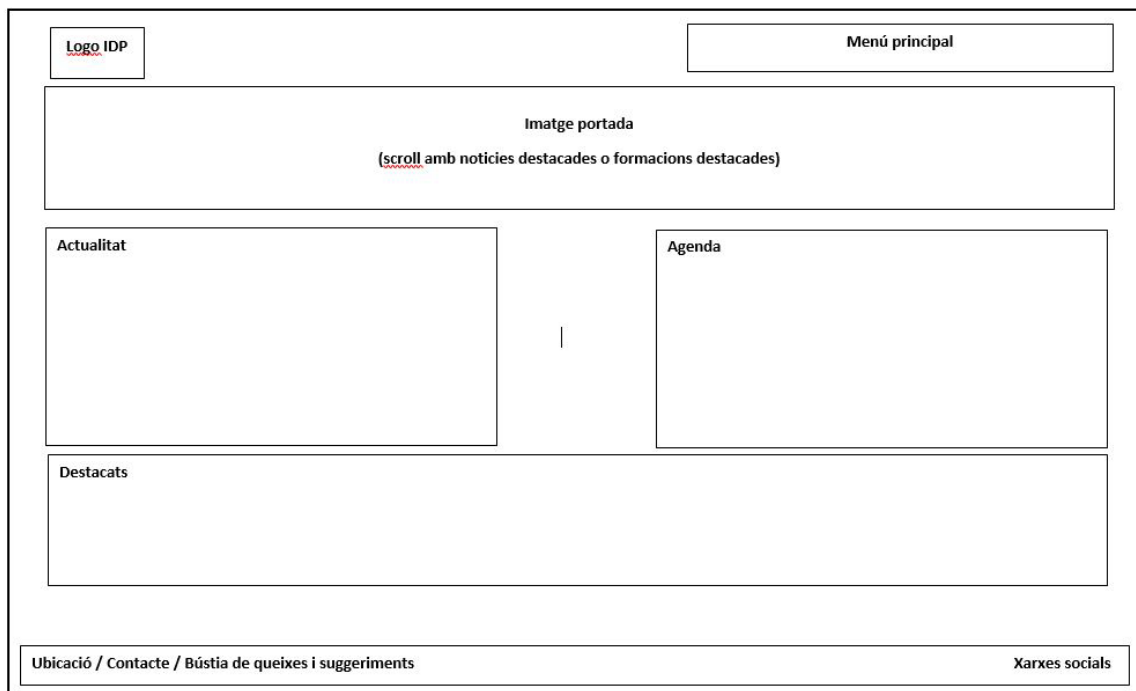 Logo IDP
Menú principal
Imatge portada
(scroll amb noticies destacades o formacions destacades)
Actualitat
Agenda
Destacats
Ubicació / Contacte / Bústia de queixes i suggeriments
Xarxes socials